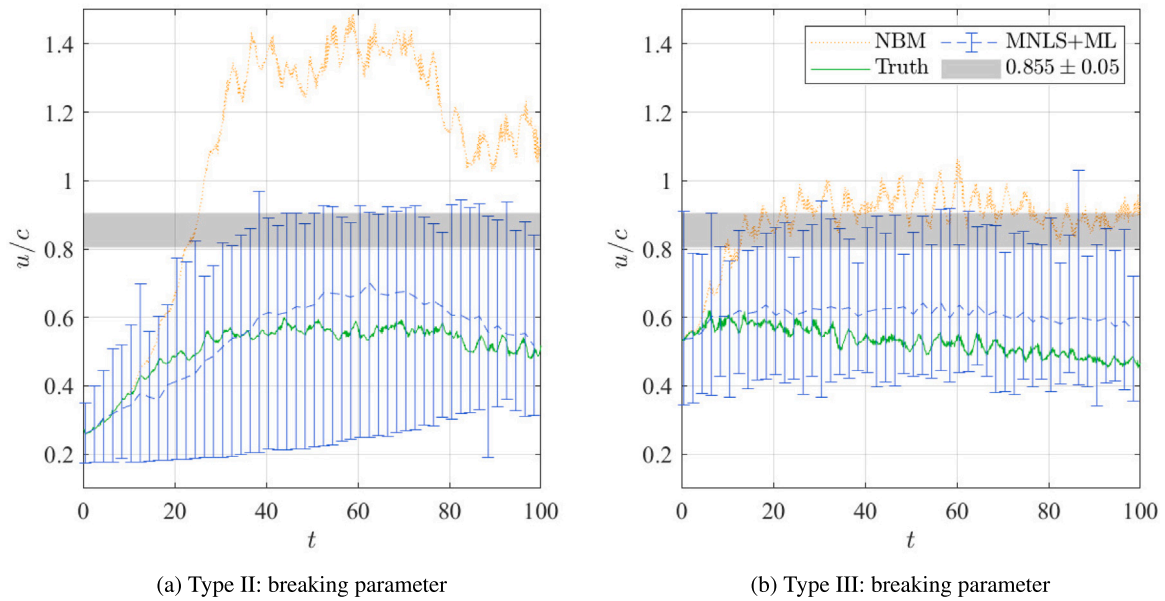 1.4
1.2
1
0.8
0.6
0.4
0.2
u/c
0 20 40 60 80 100
t
(a) Type II: breaking parameter
NBM MNLS+ML
Truth 0.855 ± 0.05
1.4
1.2
1
0.8
0.6
0.4
0.2
u/c
0 20 40 60 80 100
t
(b) Type III: breaking parameter